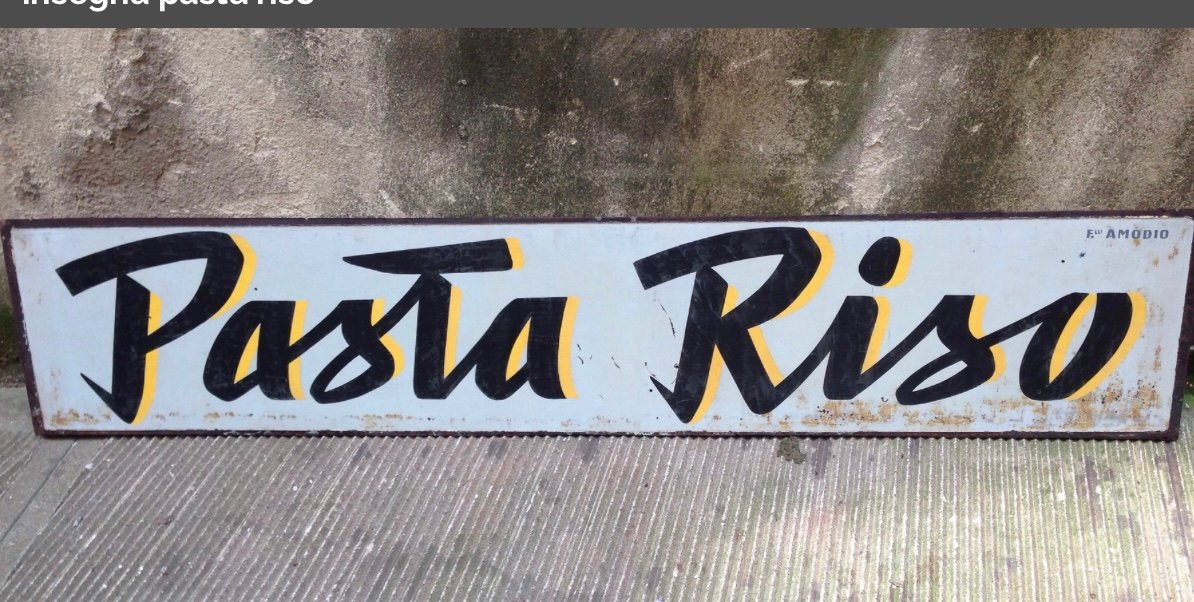 insegna pasta riso
Pasta Riso
F.lli AMODIO